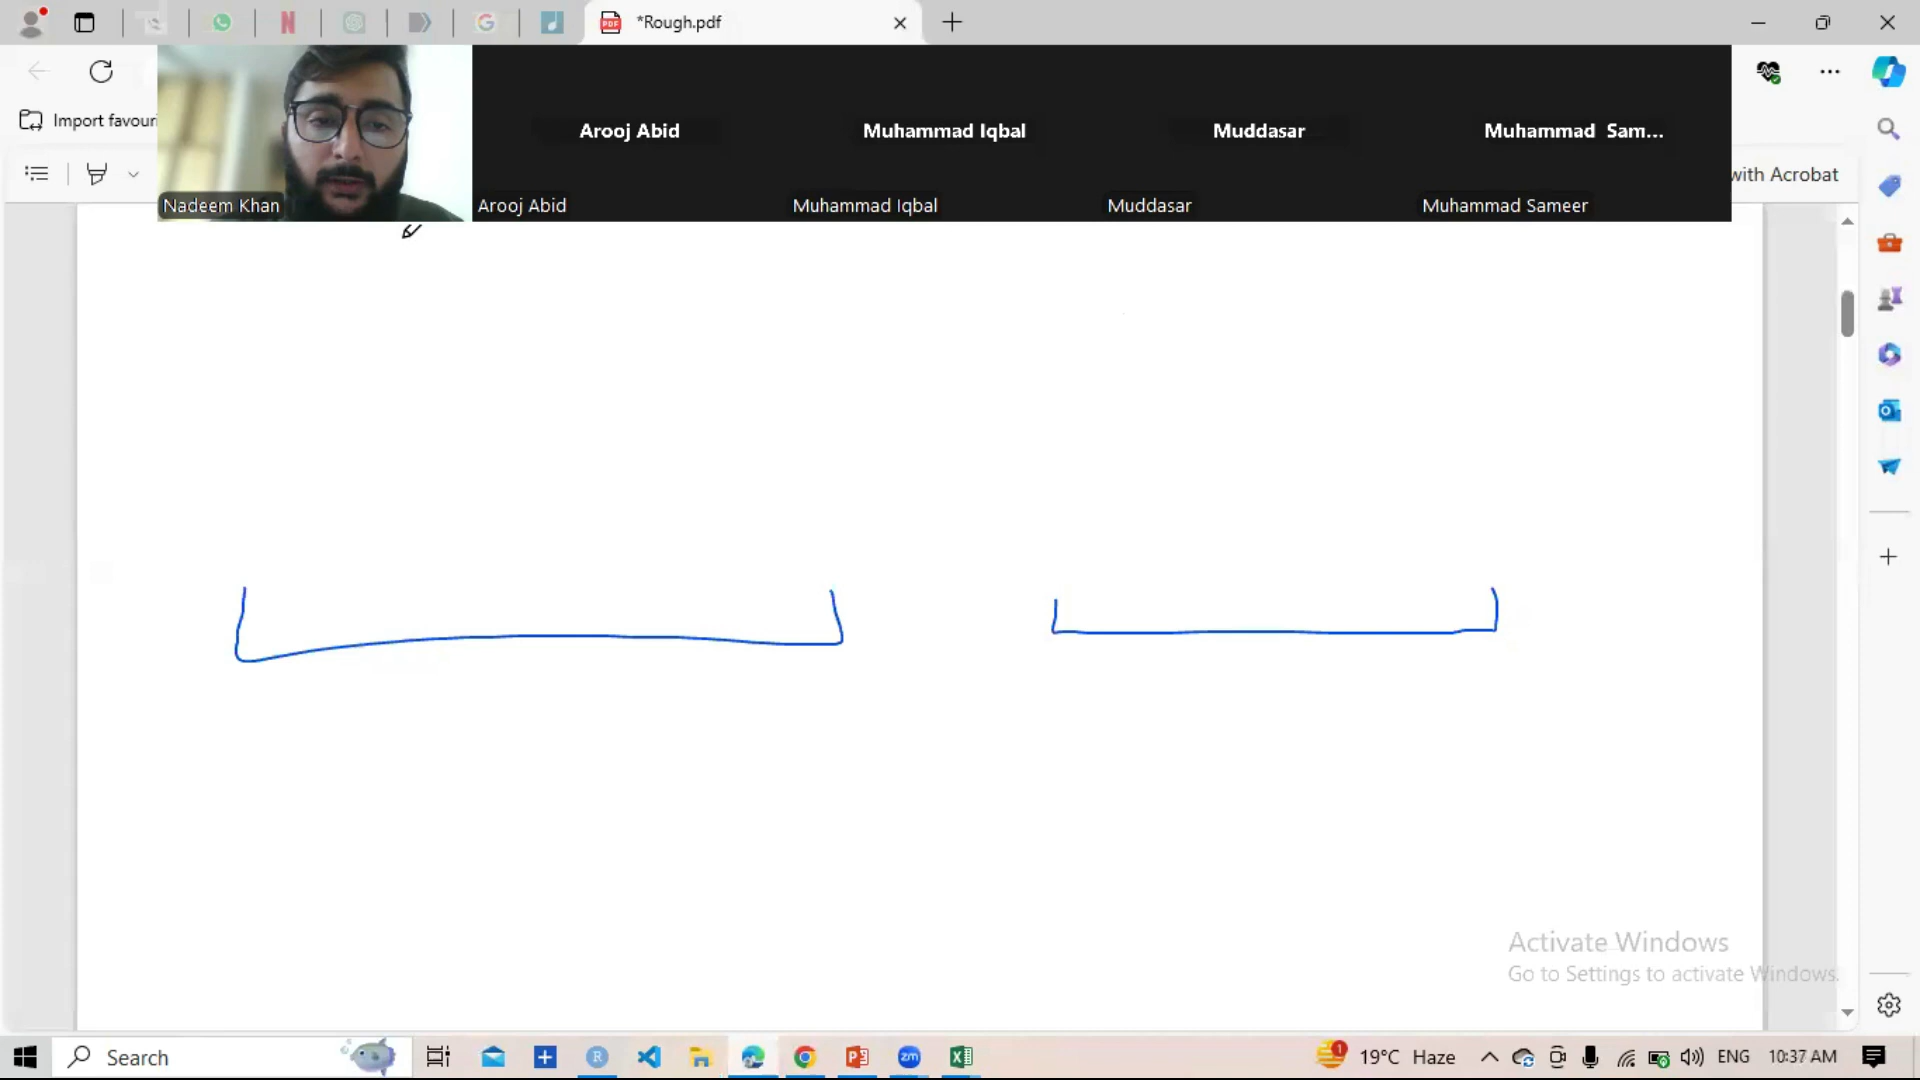 *Rough.pdf
Import favour
Arooj Abid
Muhammad Iqbal
Muddasar
Muhammad Sam...
with Acrobat
Nadeem Khan
Arooj Abid
Muhammad Iqbal
Muddasar
Muhammad Sameer
Activate Windows
Go to Settings to activate Windows.
Search
19°C Haze
ENG
10:37 AM